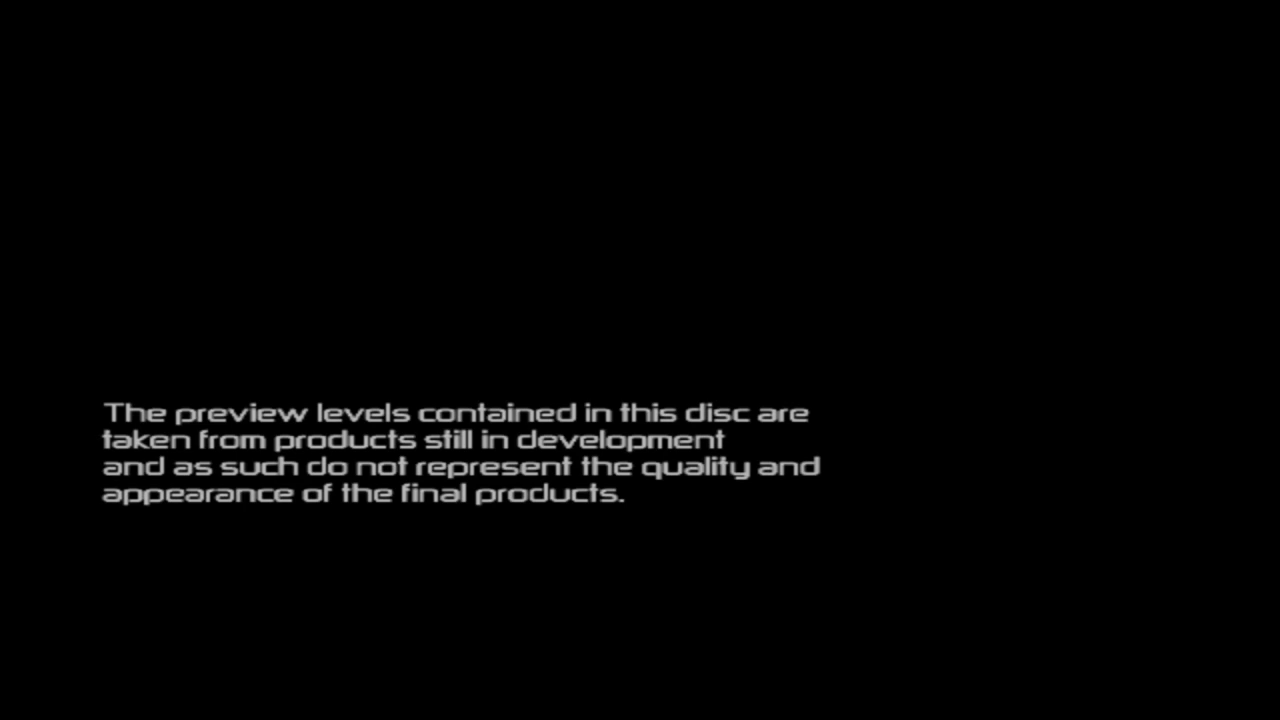 The preview levels contained in this disc are
taken from products still in development
and as such do not represent the quality and
appearance of the final products.